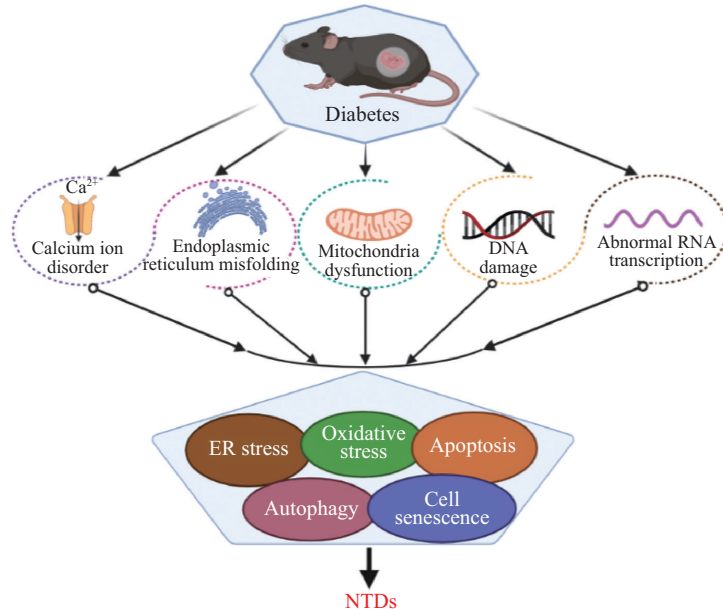 Diabetes
Ca²⁺
Calcium ion
disorder
Endoplasmic
reticulum misfolding
Mitochondria
dysfunction
DNA
damage
Abnormal RNA
transcription
ER stress
Oxidative
stress
Apoptosis
Autophagy
Cell
senescence
NTDs